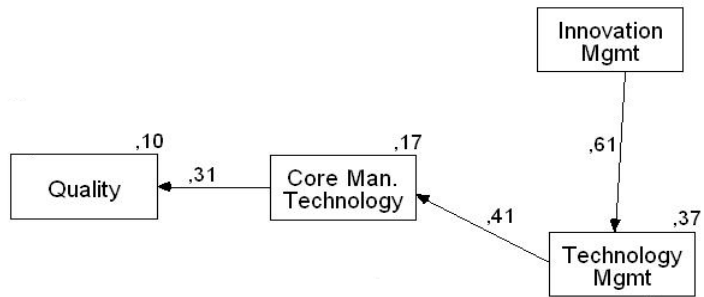 Innovation
Mgmt
,10
,17
,61
Quality
,31
Core Man.
Technology
,41
,37
Technology
Mgmt